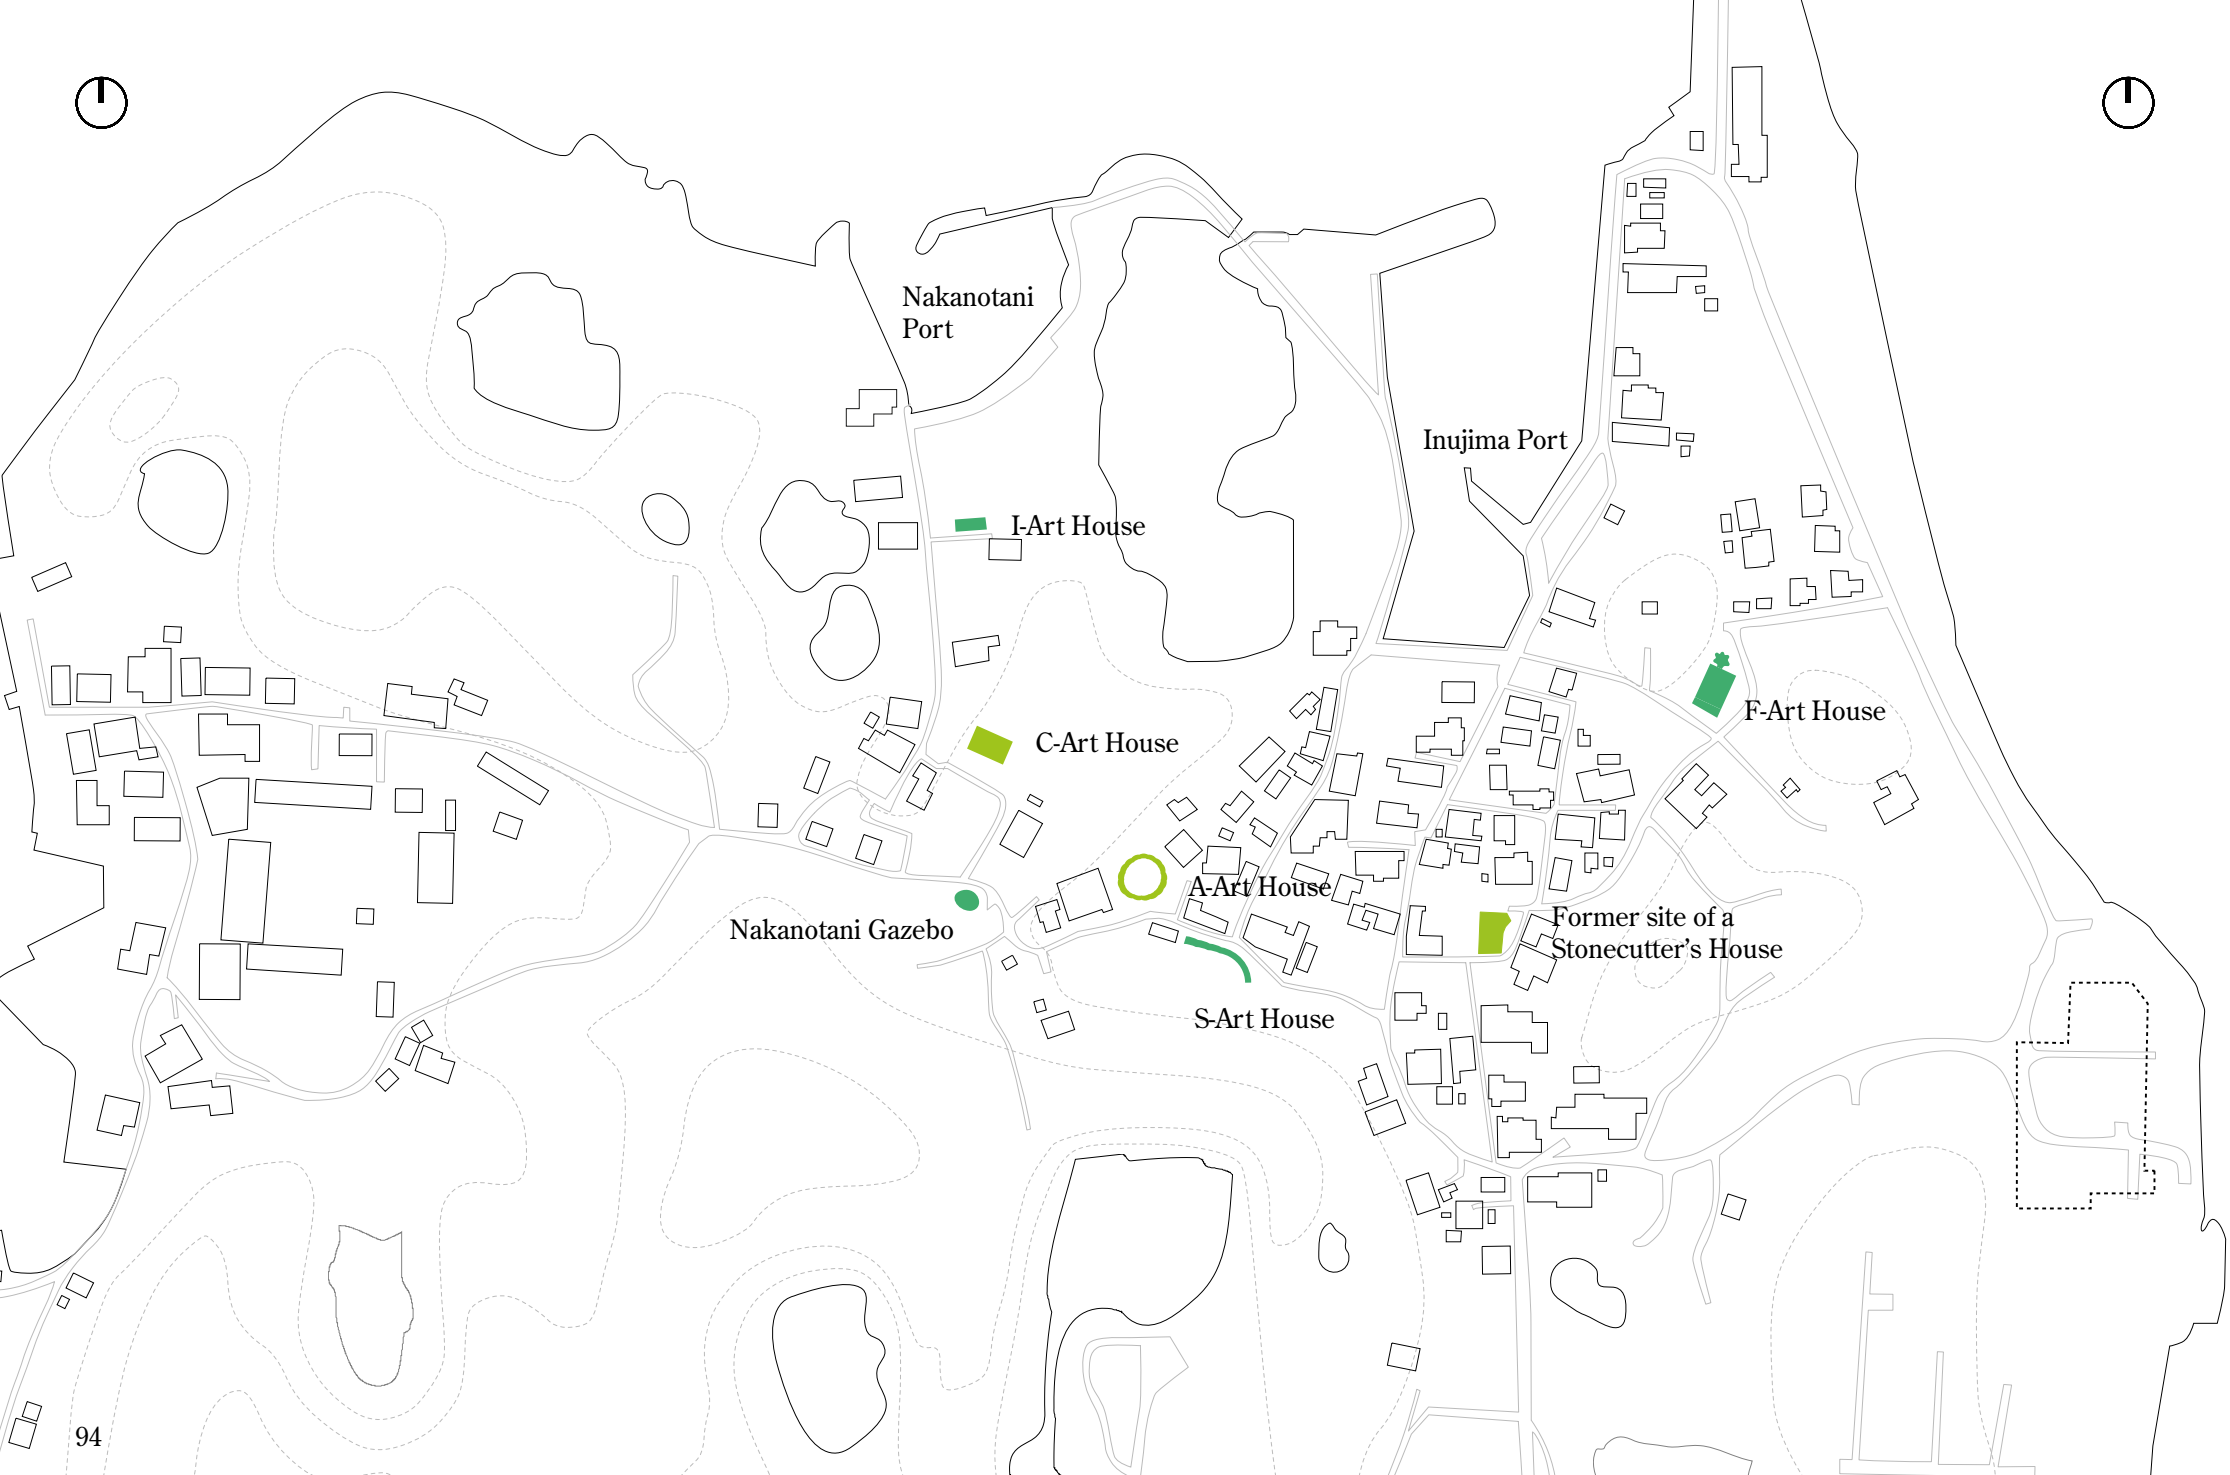 Nakanotani
Port
Inujima Port
I-Art House
F-Art House
C-Art House
A-Art House
Nakanotani Gazebo
Former site of a
Stonecutter’s House
S-Art House
94